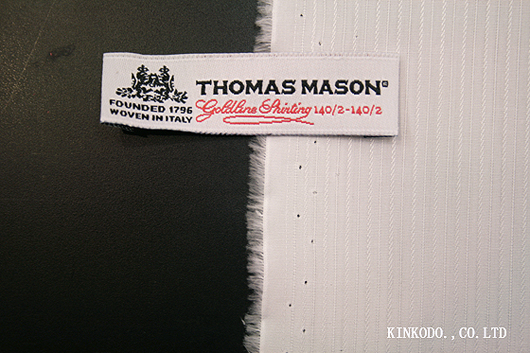 THOMAS MASON®
FOUNDED 1796
WOVEN IN ITALY
Goldline Shirting 140/2-140/2
KINKODO.,CO.LTD